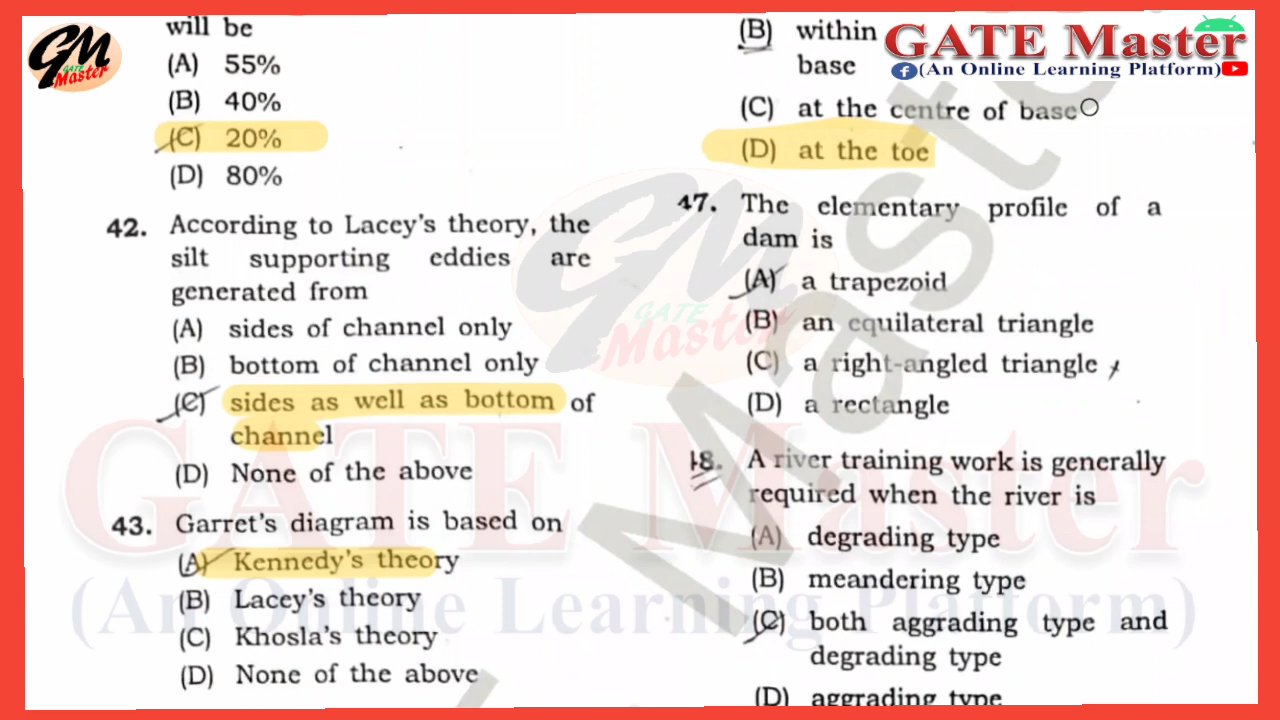 GM
GATE
Master
GATE Master
(An Online Learning Platform)
will be
(A) 55%
(B) 40%
(C) 20%
(D) 80%
42. According to Lacey's theory, the
silt supporting eddies are
generated from
(A) sides of channel only
(B) bottom of channel only
(C) sides as well as bottom of
channel
(D) None of the above
43. Garret's diagram is based on
(A) Kennedy's theory
(B) Lacey's theory
(C) Khosla's theory
(D) None of the above
(B) within
base
(C) at the centre of base
(D) at the toe
47. The elementary profile of a
dam is
(A) a trapezoid
(B) an equilateral triangle
(C) a right-angled triangle
(D) a rectangle
48. A river training work is generally
required when the river is
(A) degrading type
(B) meandering type
(C) both aggrading type and
degrading type
(D) aggrading type
GM
GATE
Master
GATE Master
(An Online Learning Platform)
Master